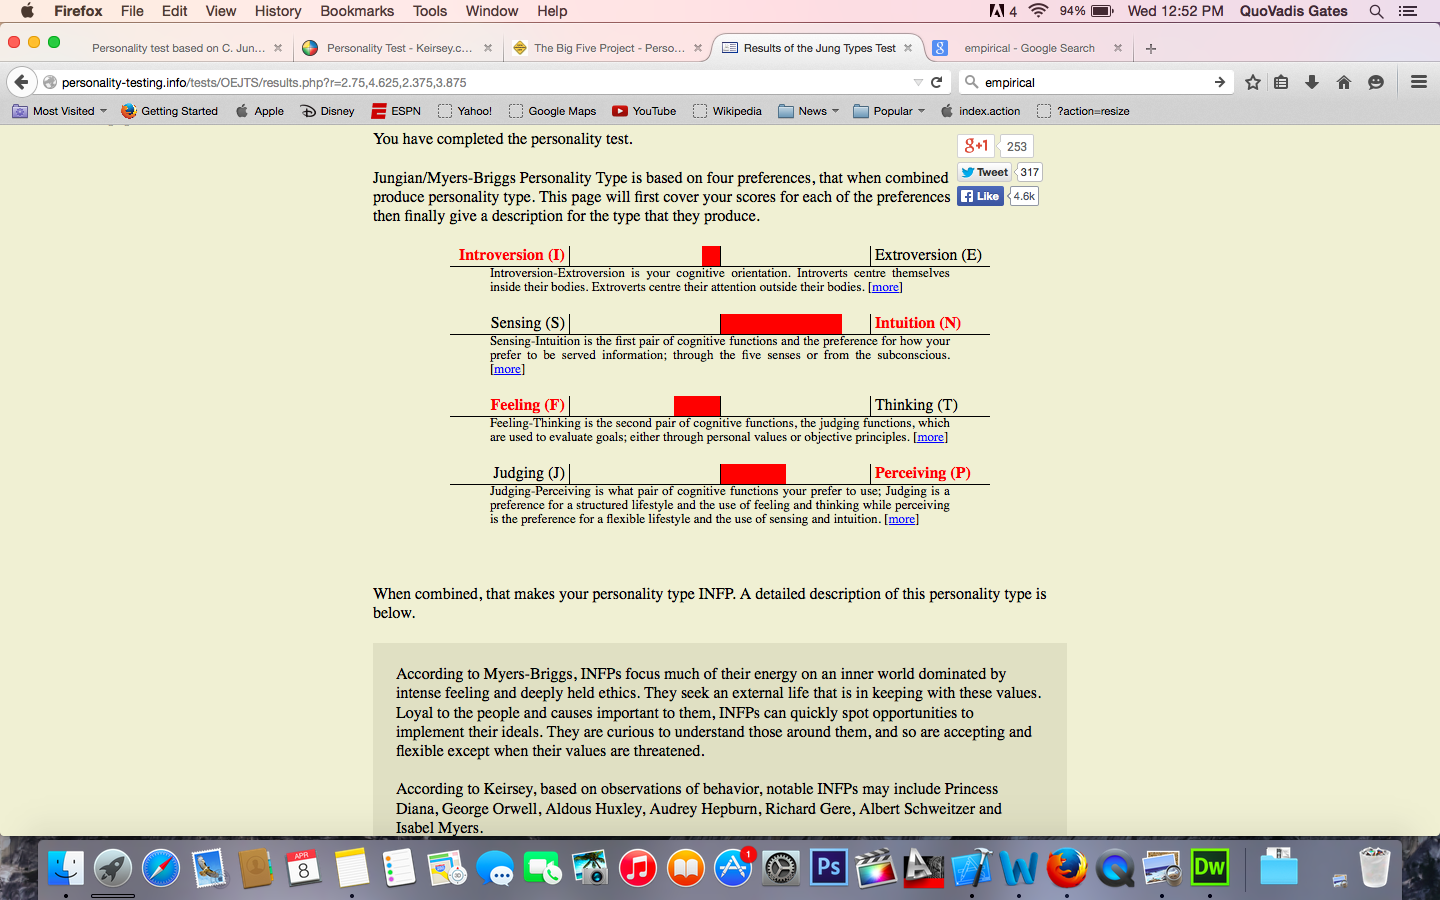 Firefox File Edit View History Bookmarks Tools Window Help 4 94% Wed 12:52 PM QuoVadis Gates
Personality test based on C. Jun... × Personality Test - Keirsey.c... × The Big Five Project - Perso... × Results of the Jung Types Test × 8 empirical - Google Search × +
personality-testing.info/tests/OEJTS/results.php?r=2.75,4.625,2.375,3.875 empirical
Most Visited Getting Started Apple Disney ESPN Yahoo! Google Maps YouTube Wikipedia News Popular index.action ?action=resize
You have completed the personality test.
g+1 253
Tweet 317
Like 4.6k
Jungian/Myers-Briggs Personality Type is based on four preferences, that when combined
produce personality type. This page will first cover your scores for each of the preferences
then finally give a description for the type that they produce.
Introversion (I) Extroversion (E)
Introversion-Extroversion is your cognitive orientation. Introverts centre themselves
inside their bodies. Extroverts centre their attention outside their bodies. [more]
Sensing (S) Intuition (N)
Sensing-Intuition is the first pair of cognitive functions and the preference for how your
prefer to be served information; through the five senses or from the subconscious.
[more]
Feeling (F) Thinking (T)
Feeling-Thinking is the second pair of cognitive functions, the judging functions, which
are used to evaluate goals; either through personal values or objective principles. [more]
Judging (J) Perceiving (P)
Judging-Perceiving is what pair of cognitive functions your prefer to use; Judging is a
preference for a structured lifestyle and the use of feeling and thinking while perceiving
is the preference for a flexible lifestyle and the use of sensing and intuition. [more]
When combined, that makes your personality type INFP. A detailed description of this personality type is
below.
According to Myers-Briggs, INFPs focus much of their energy on an inner world dominated by
intense feeling and deeply held ethics. They seek an external life that is in keeping with these values.
Loyal to the people and causes important to them, INFPs can quickly spot opportunities to
implement their ideals. They are curious to understand those around them, and so are accepting and
flexible except when their values are threatened.
According to Keirsey, based on observations of behavior, notable INFPs may include Princess
Diana, George Orwell, Aldous Huxley, Audrey Hepburn, Richard Gere, Albert Schweitzer and
Isabel Myers.
APR 8 1 Ps Dw